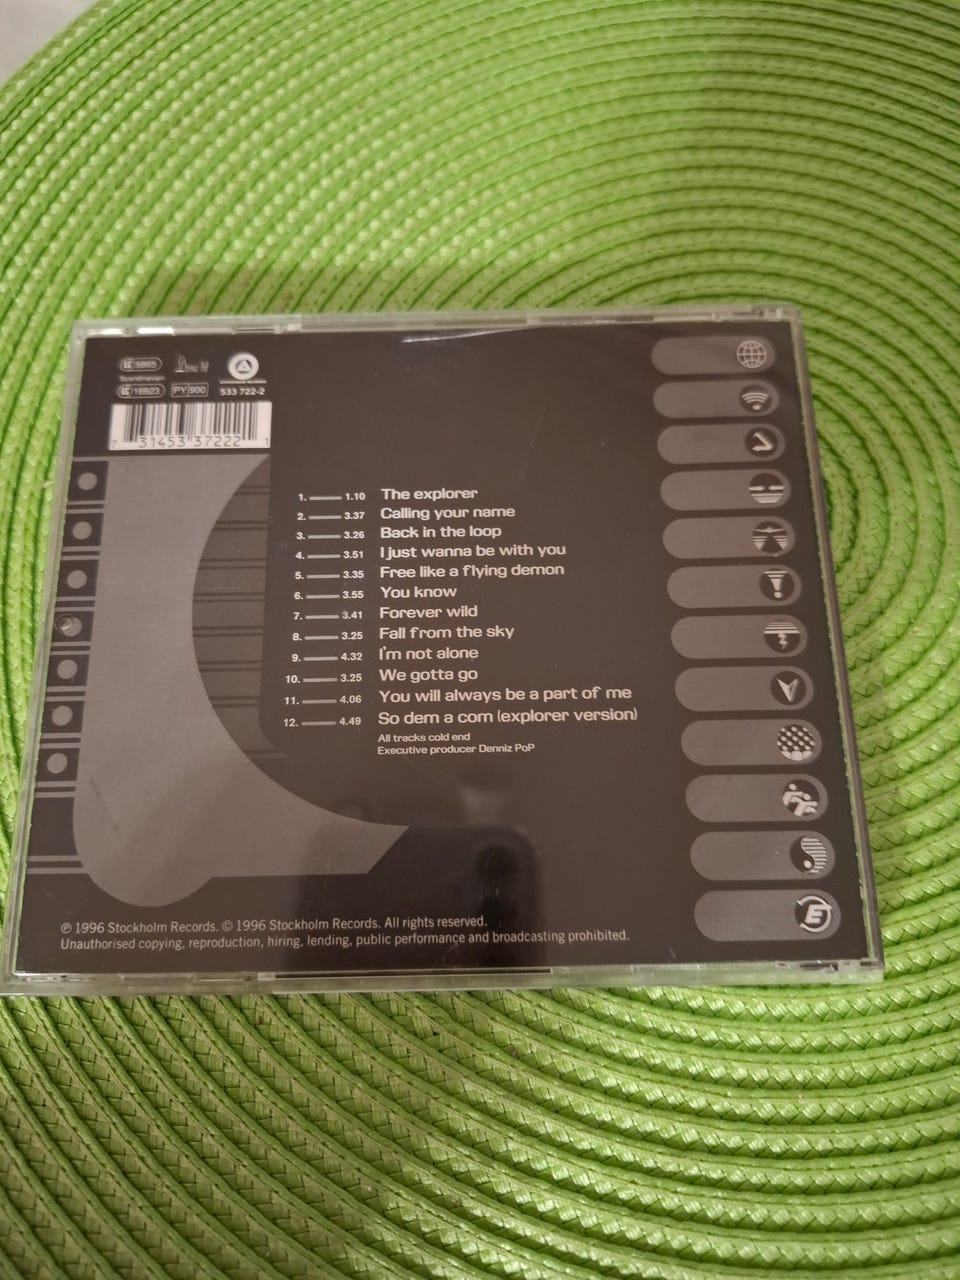 LC 5865
Scandinavian
LC 16923
PY 900
533 722-2
7 31453 37222 1
1. 1.10 The explorer
2. 3.37 Calling your name
3. 3.26 Back in the loop
4. 3.51 I just wanna be with you
5. 3.35 Free like a flying demon
6. 3.55 You know
7. 3.41 Forever wild
8. 3.25 Fall from the sky
9. 4.32 I'm not alone
10. 3.25 We gotta go
11. 4.06 You will always be a part of me
12. 4.49 So dem a com (explorer version)
All tracks cold end
Executive producer Denniz PoP
℗ 1996 Stockholm Records. © 1996 Stockholm Records. All rights reserved.
Unauthorised copying, reproduction, hiring, lending, public performance and broadcasting prohibited.
E